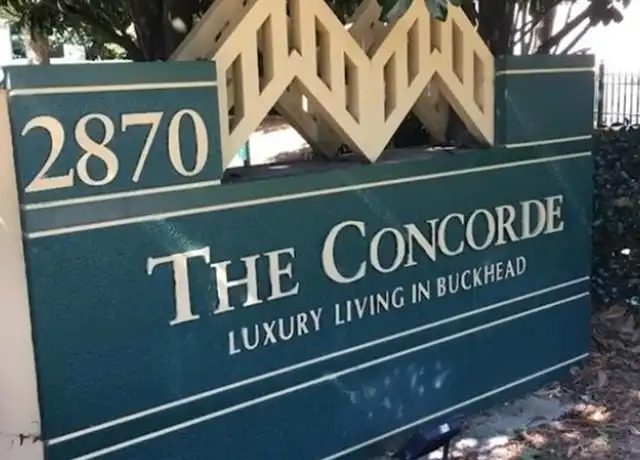 2870
THE CONCORDE
LUXURY LIVING IN BUCKHEAD